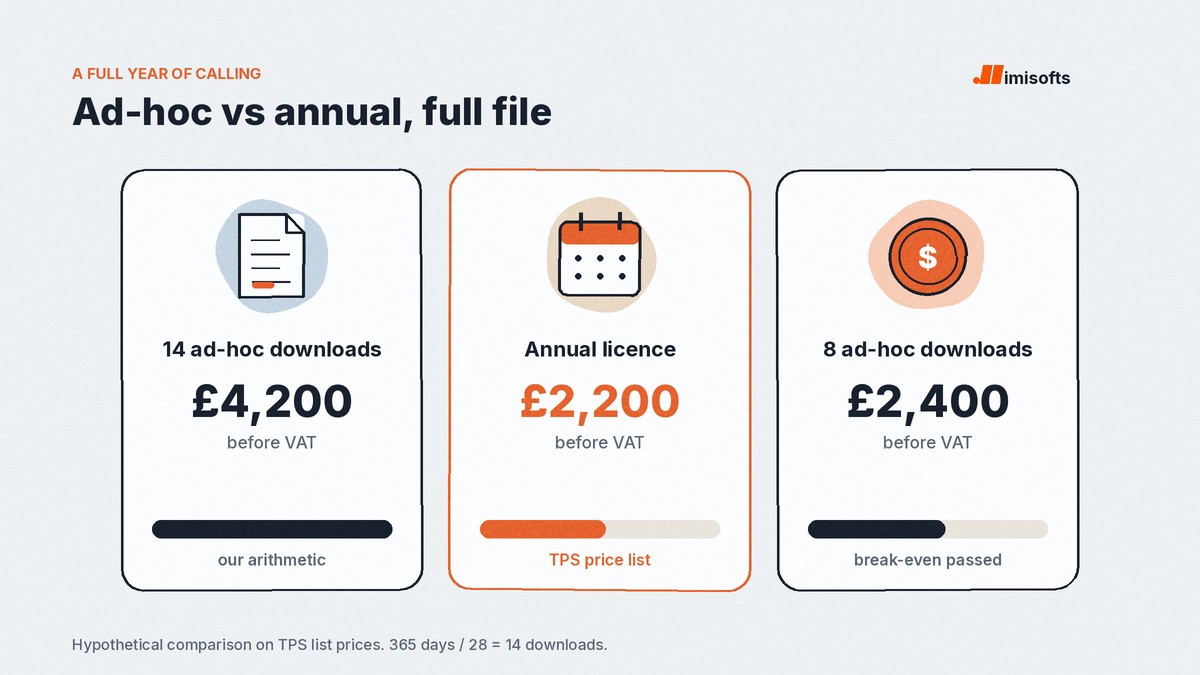 A FULL YEAR OF CALLING
Ad-hoc vs annual, full file
imisofts
14 ad-hoc downloads
£4,200
before VAT
our arithmetic
Annual licence
£2,200
before VAT
TPS price list
$
8 ad-hoc downloads
£2,400
before VAT
break-even passed
Hypothetical comparison on TPS list prices. 365 days / 28 = 14 downloads.